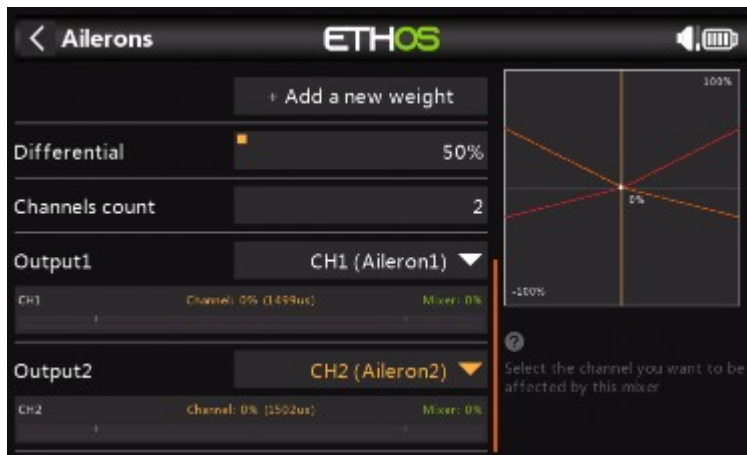 Ailerons
ETHOS
+ Add a new weight
Differential 50%
Channels count 2
Output1 CH1 (Aileron1)
CH1 Channel: 0% (1499us) Mixer: 0%
Output2 CH2 (Aileron2)
CH2 Channel: 0% (1502us) Mixer: 0%
100%
0%
-100%
?
Select the channel you want to be
affected by this mixer